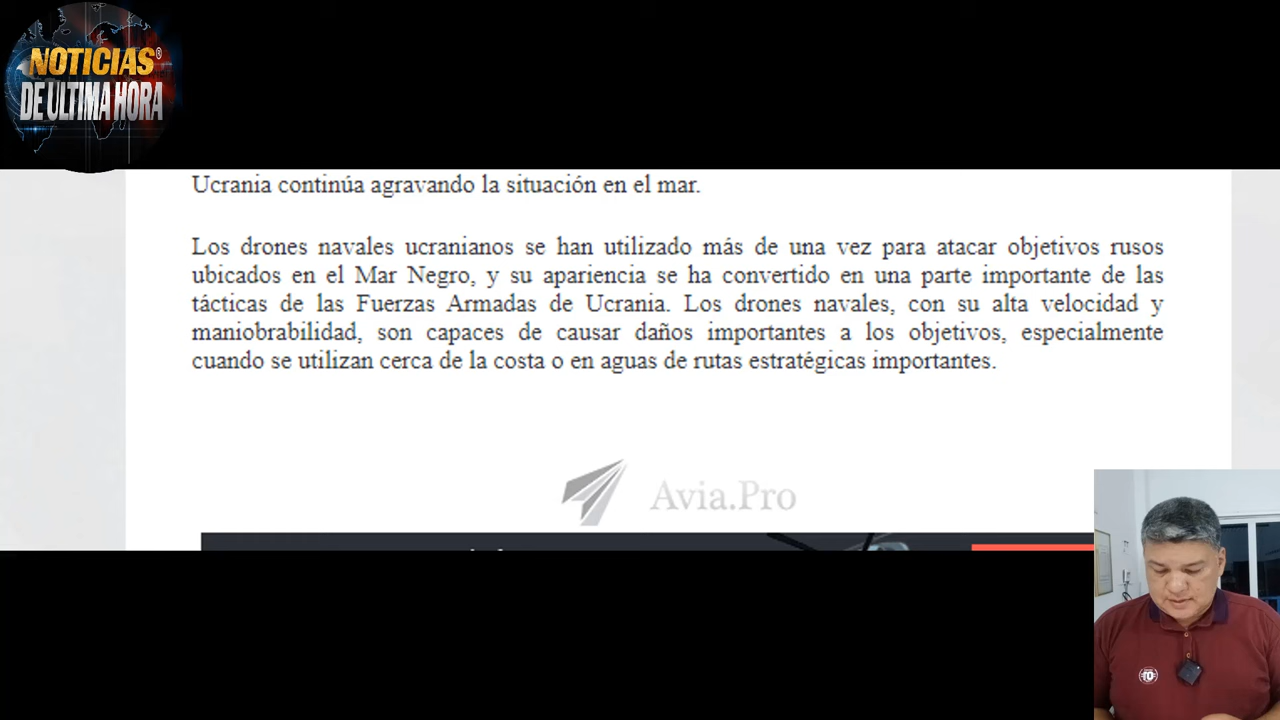 NOTICIAS®
DE ULTIMA HORA
Ucrania continúa agravando la situación en el mar.
Los drones navales ucranianos se han utilizado más de una vez para atacar objetivos rusos
ubicados en el Mar Negro, y su apariencia se ha convertido en una parte importante de las
tácticas de las Fuerzas Armadas de Ucrania. Los drones navales, con su alta velocidad y
maniobrabilidad, son capaces de causar daños importantes a los objetivos, especialmente
cuando se utilizan cerca de la costa o en aguas de rutas estratégicas importantes.
Avia.Pro